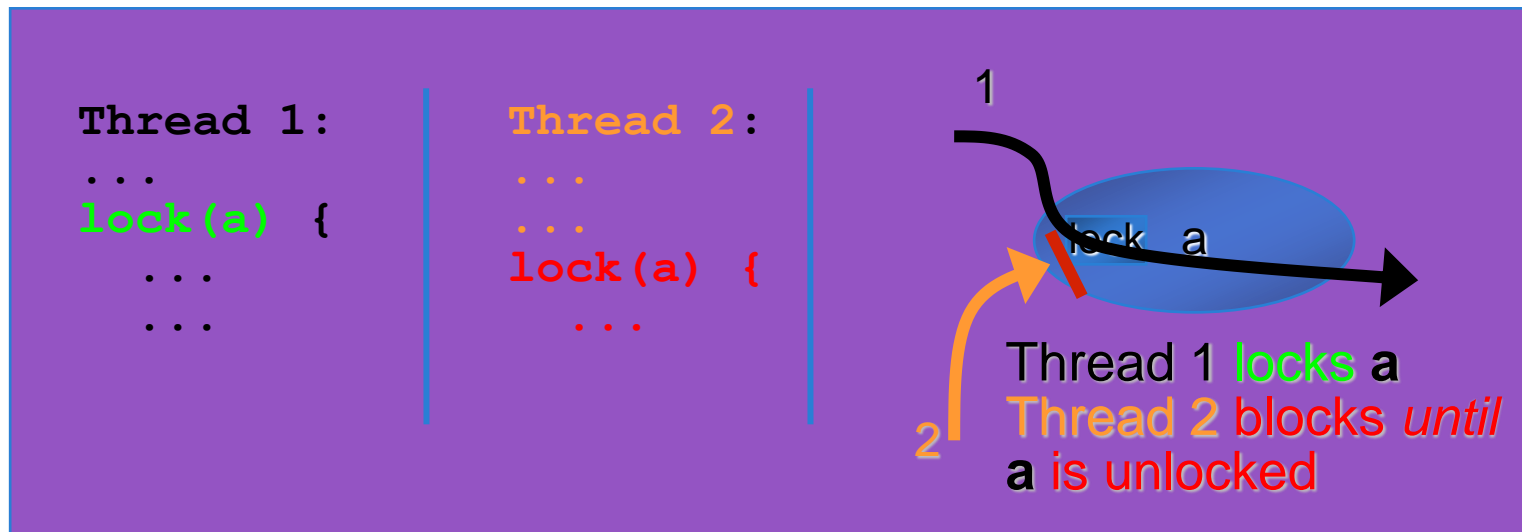 Thread 1:
...
lock(a) {
...
...
Thread 2:
...
...
lock(a) {
...
1
lock a
2
Thread 1 locks a
Thread 2 blocks until
a is unlocked